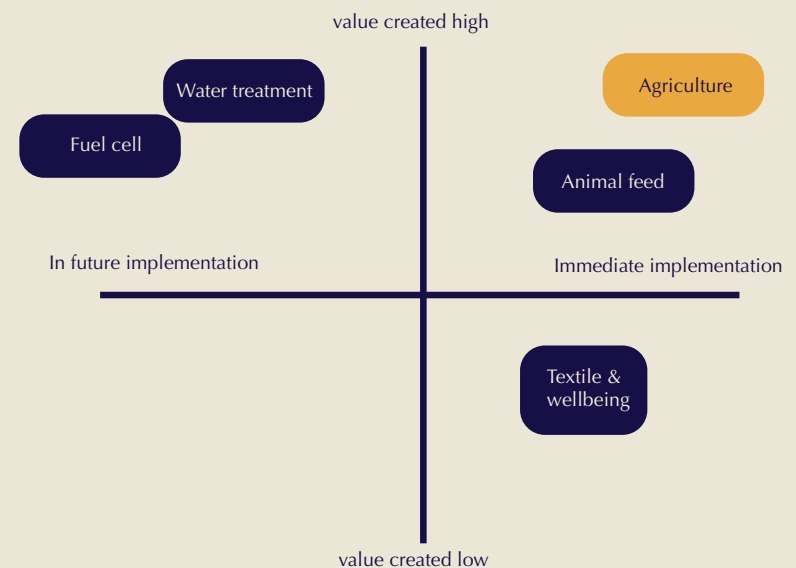 value created high
Water treatment
Agriculture
Fuel cell
Animal feed
In future implementation
Immediate implementation
Textile &
wellbeing
value created low